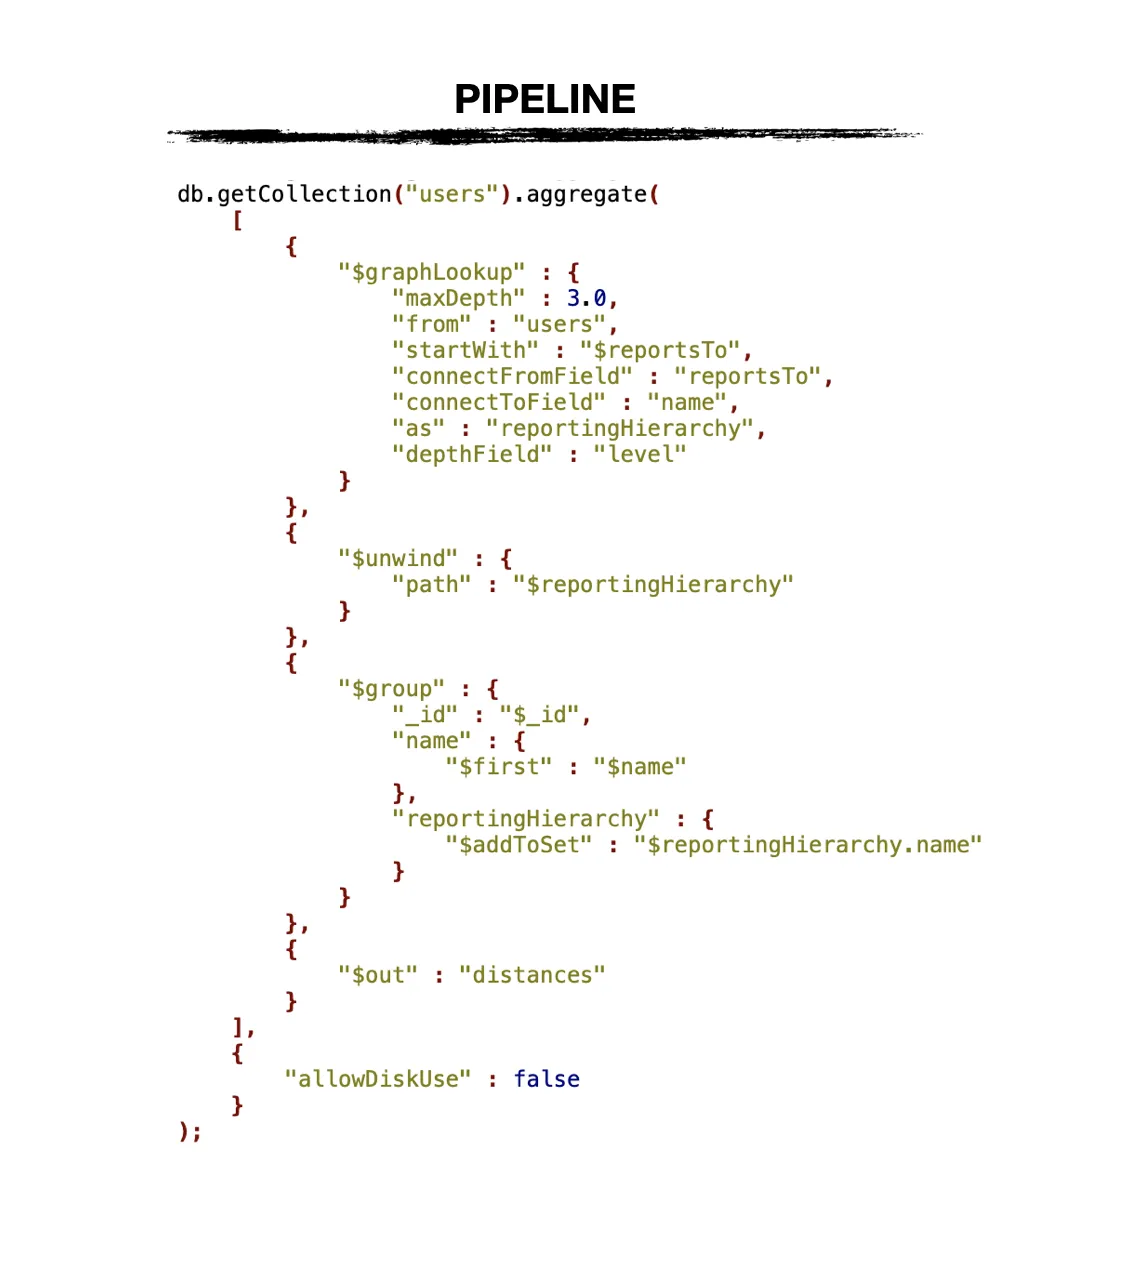 PIPELINE
db.getCollection("users").aggregate(
    [
        {
            "$graphLookup" : {
                "maxDepth" : 3.0,
                "from" : "users",
                "startWith" : "$reportsTo",
                "connectFromField" : "reportsTo",
                "connectToField" : "name",
                "as" : "reportingHierarchy",
                "depthField" : "level"
            }
        },
        {
            "$unwind" : {
                "path" : "$reportingHierarchy"
            }
        },
        {
            "$group" : {
                "_id" : "$_id",
                "name" : {
                    "$first" : "$name"
                },
                "reportingHierarchy" : {
                    "$addToSet" : "$reportingHierarchy.name"
                }
            }
        },
        {
            "$out" : "distances"
        }
    ],
    {
        "allowDiskUse" : false
    }
);